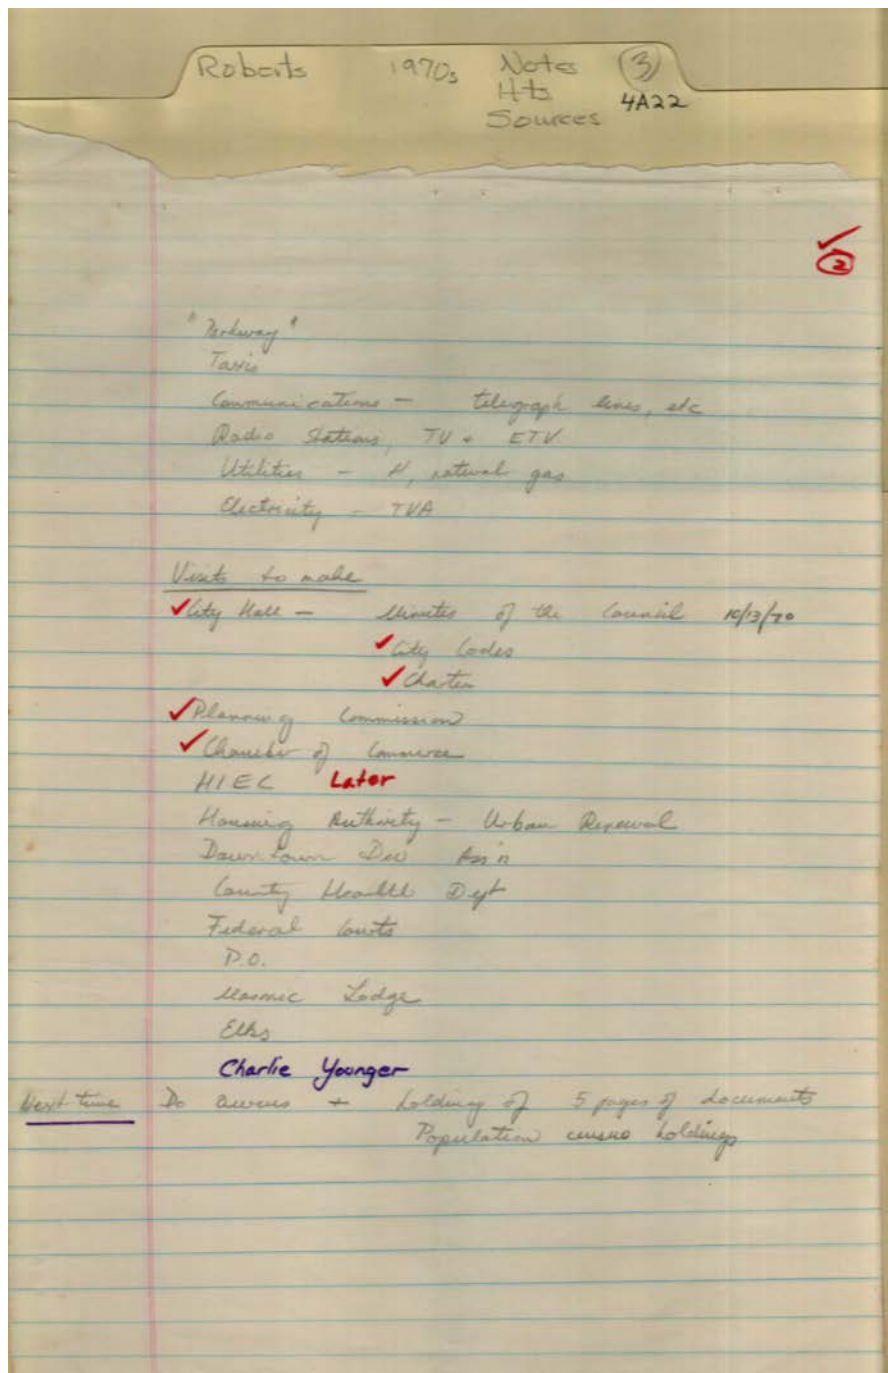 Roberts 1970s Notes 3
Hts 4A22
Sources
2
"Parkway"
Taxis
Communications - telegraph lines, etc
Radio Stations, TV + ETV
Utilities - H, natural gas
Electricity - TVA
Visits to make
City Hall - Minutes of the Council 10/13/70
City Codes
Charter
Planning Commission
Chamber of Commerce
HIEC Later
Housing Authority - Urban Renewal
Downtown Dev Ass'n
County Health Dept
Federal Courts
P.O.
Masonic Lodge
Elks
Charlie Younger
Next time Do + holding of 5 pages of documents
Population census holdings